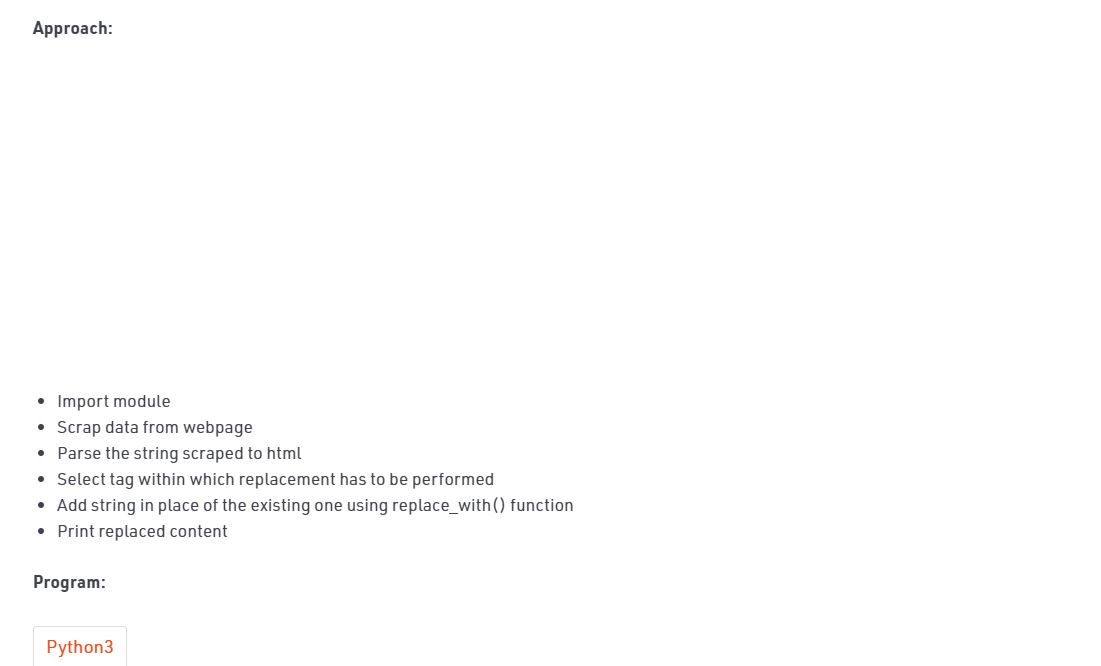 Approach:
Import module
Scrap data from webpage
Parse the string scraped to html
Select tag within which replacement has to be performed
Add string in place of the existing one using replace_with() function
Print replaced content
Program:
Python3